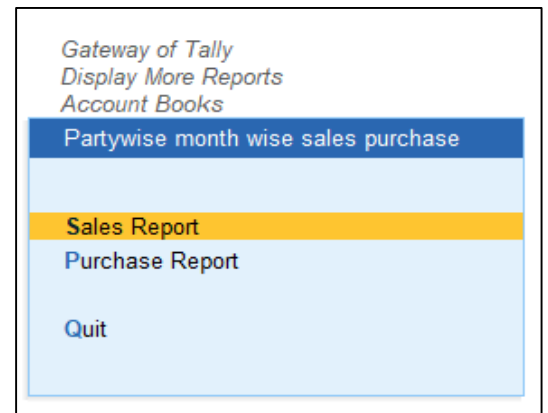 Gateway of Tally
Display More Reports
Account Books
Partywise month wise sales purchase
Sales Report
Purchase Report
Quit